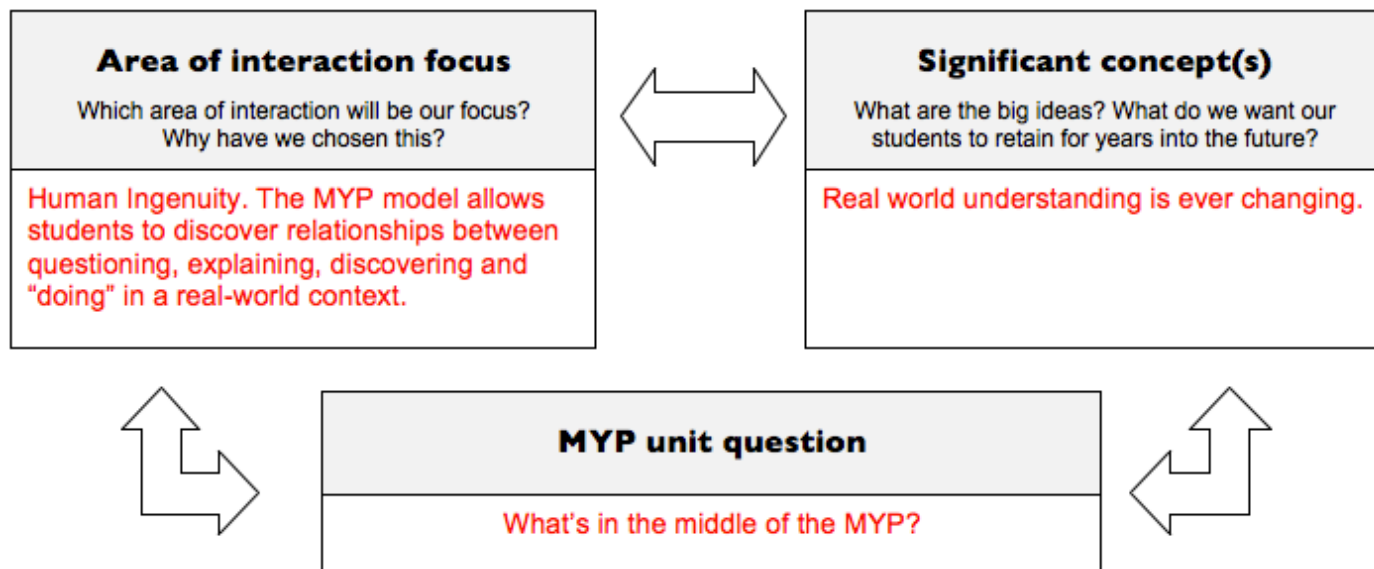 Area of interaction focus
Which area of interaction will be our focus?
Why have we chosen this?
Human Ingenuity. The MYP model allows
students to discover relationships between
questioning, explaining, discovering and
“doing” in a real-world context.
Significant concept(s)
What are the big ideas? What do we want our
students to retain for years into the future?
Real world understanding is ever changing.
MYP unit question
What’s in the middle of the MYP?